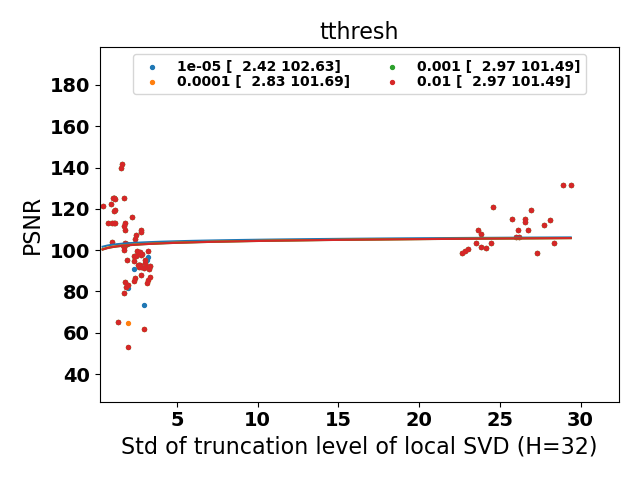 tthresh
1e-05 [  2.42 102.63]
0.0001 [  2.83 101.69]
0.001 [  2.97 101.49]
0.01 [  2.97 101.49]
180
160
140
120
100
80
60
40
PSNR
5 10 15 20 25 30
Std of truncation level of local SVD (H=32)